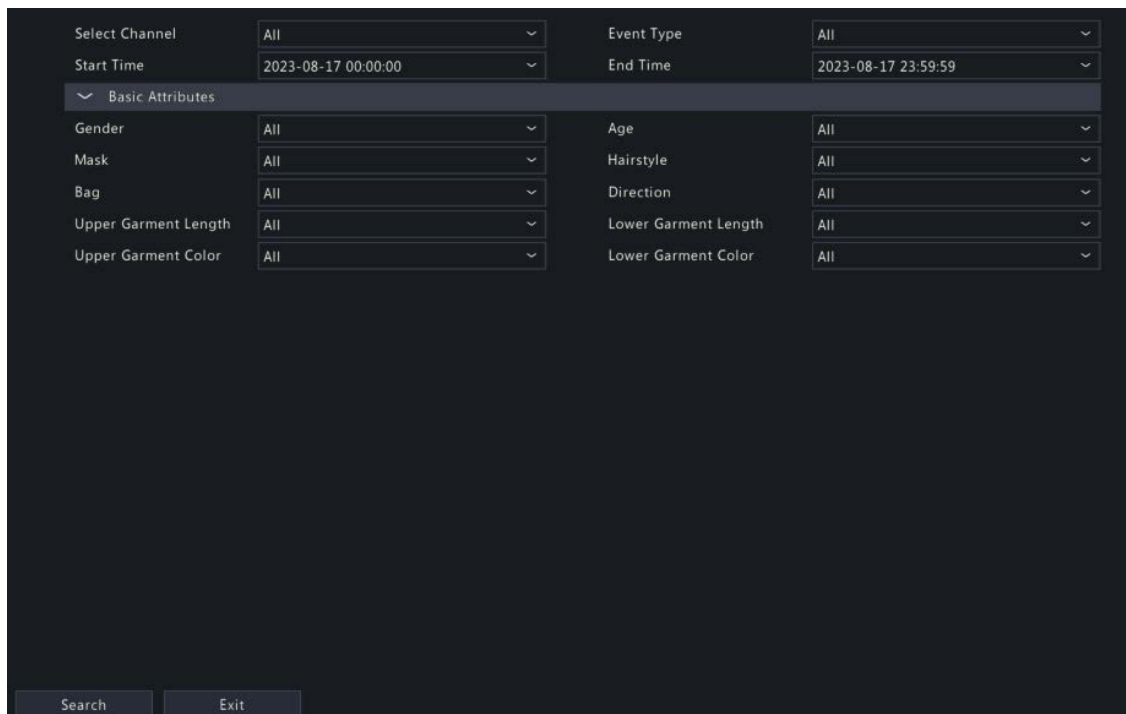 Select Channel All Event Type All
Start Time 2023-08-17 00:00:00 End Time 2023-08-17 23:59:59
Basic Attributes
Gender All Age All
Mask All Hairstyle All
Bag All Direction All
Upper Garment Length All Lower Garment Length All
Upper Garment Color All Lower Garment Color All
Search Exit